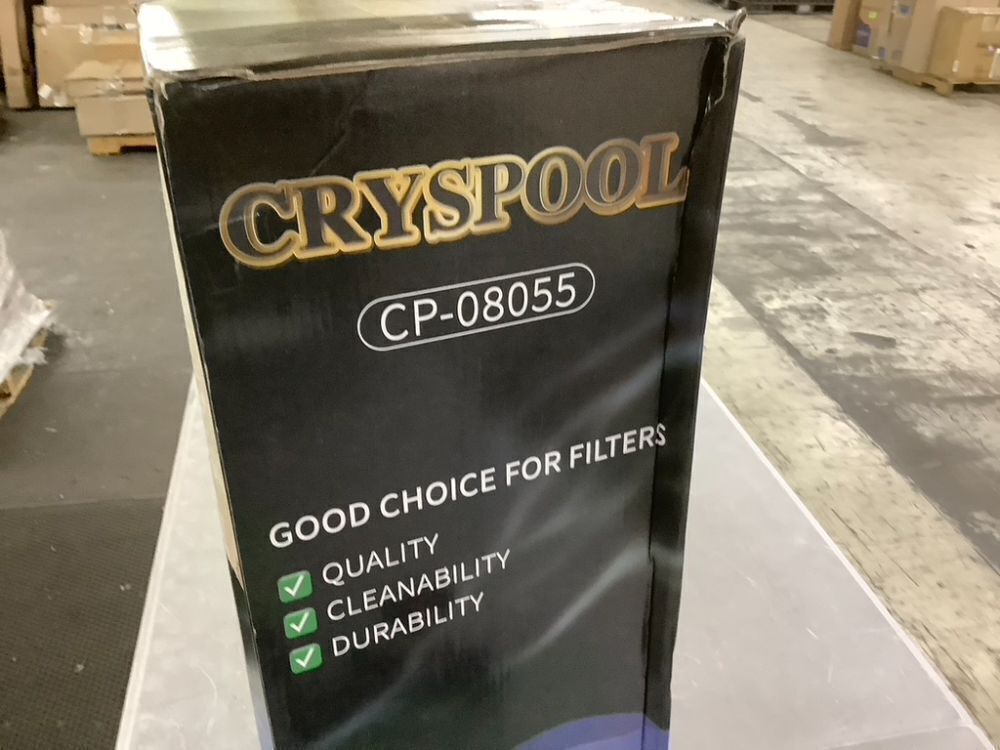 CRYSPOOL
CP-08055
GOOD CHOICE FOR FILTERS
QUALITY
CLEANABILITY
DURABILITY